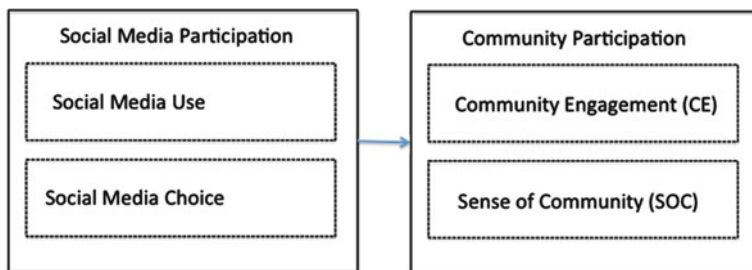 Social Media Participation
Social Media Use
Social Media Choice
Community Participation
Community Engagement (CE)
Sense of Community (SOC)